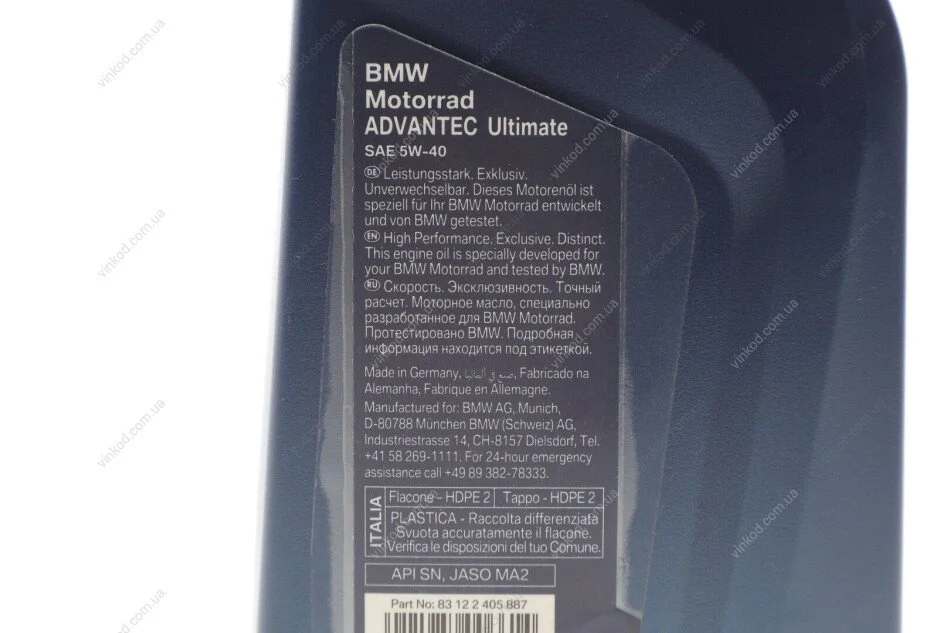 BMW
Motorrad
ADVANTEC Ultimate
SAE 5W-40
DE Leistungsstark. Exklusiv.
Unverwechselbar. Dieses Motorenöl ist
speziell für Ihr BMW Motorrad entwickelt
und von BMW getestet.
EN High Performance. Exclusive. Distinct.
This engine oil is specially developed for
your BMW Motorrad and tested by BMW.
RU Скорость. Эксклюзивность. Точный
расчет. Моторное масло, специально
разработанное для BMW Motorrad.
Протестировано BMW. Подробная
информация находится под этикеткой.
Made in Germany, صنع في ألمانيا, Fabricado na
Alemanha, Fabrique en Allemagne.
Manufactured for: BMW AG, Munich,
D-80788 München BMW (Schweiz) AG,
Industriestrasse 14, CH-8157 Dielsdorf, Tel.
+41 58 269-1111. For 24-hour emergency
assistance call +49 89 382-78333.
ITALIA
Flacone - HDPE 2 Tappo - HDPE 2
PLASTICA - Raccolta differenziata
Svuota accuratamente il flacone.
Verifica le disposizioni del tuo Comune.
API SN, JASO MA2
Part No: 83 12 2 405 887
vinkod.com.ua